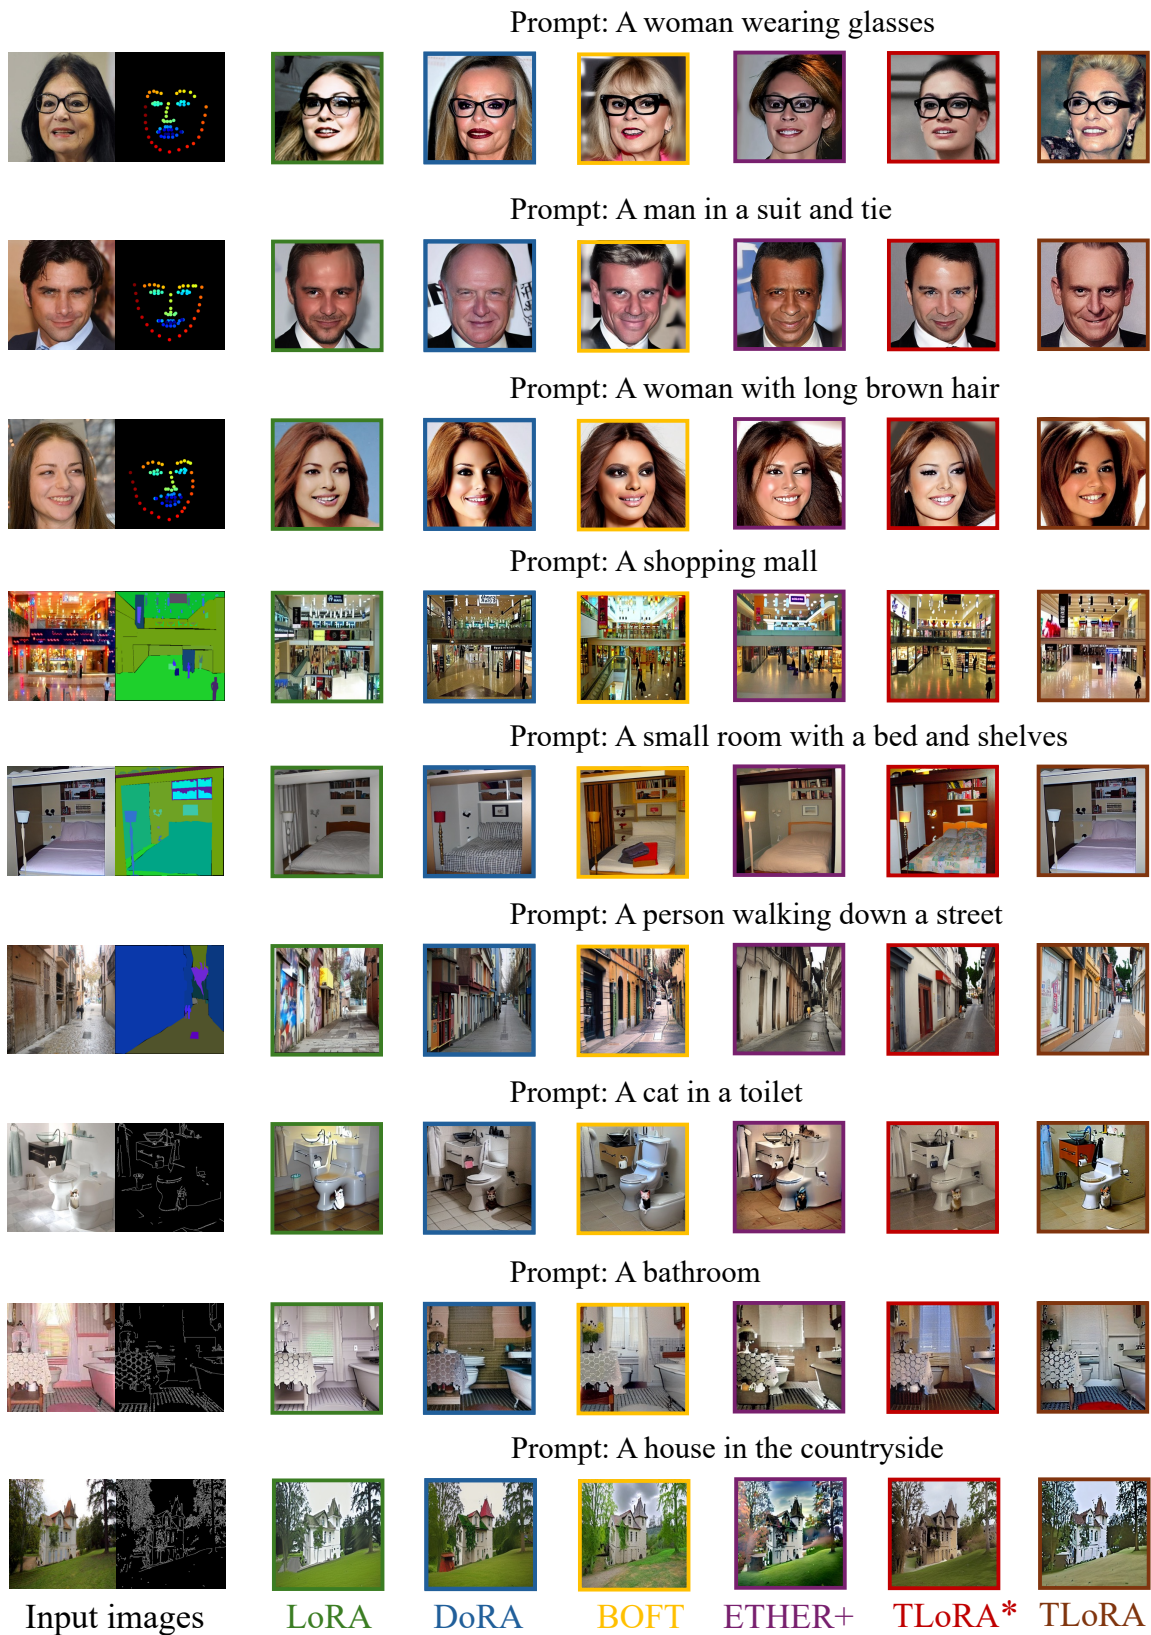 Prompt: A woman wearing glasses
Prompt: A man in a suit and tie
Prompt: A woman with long brown hair
Prompt: A shopping mall
Prompt: A small room with a bed and shelves
Prompt: A person walking down a street
Prompt: A cat in a toilet
Prompt: A bathroom
Prompt: A house in the countryside
Input images LoRA DoRA BOFT ETHER+ TLoRA* TLoRA